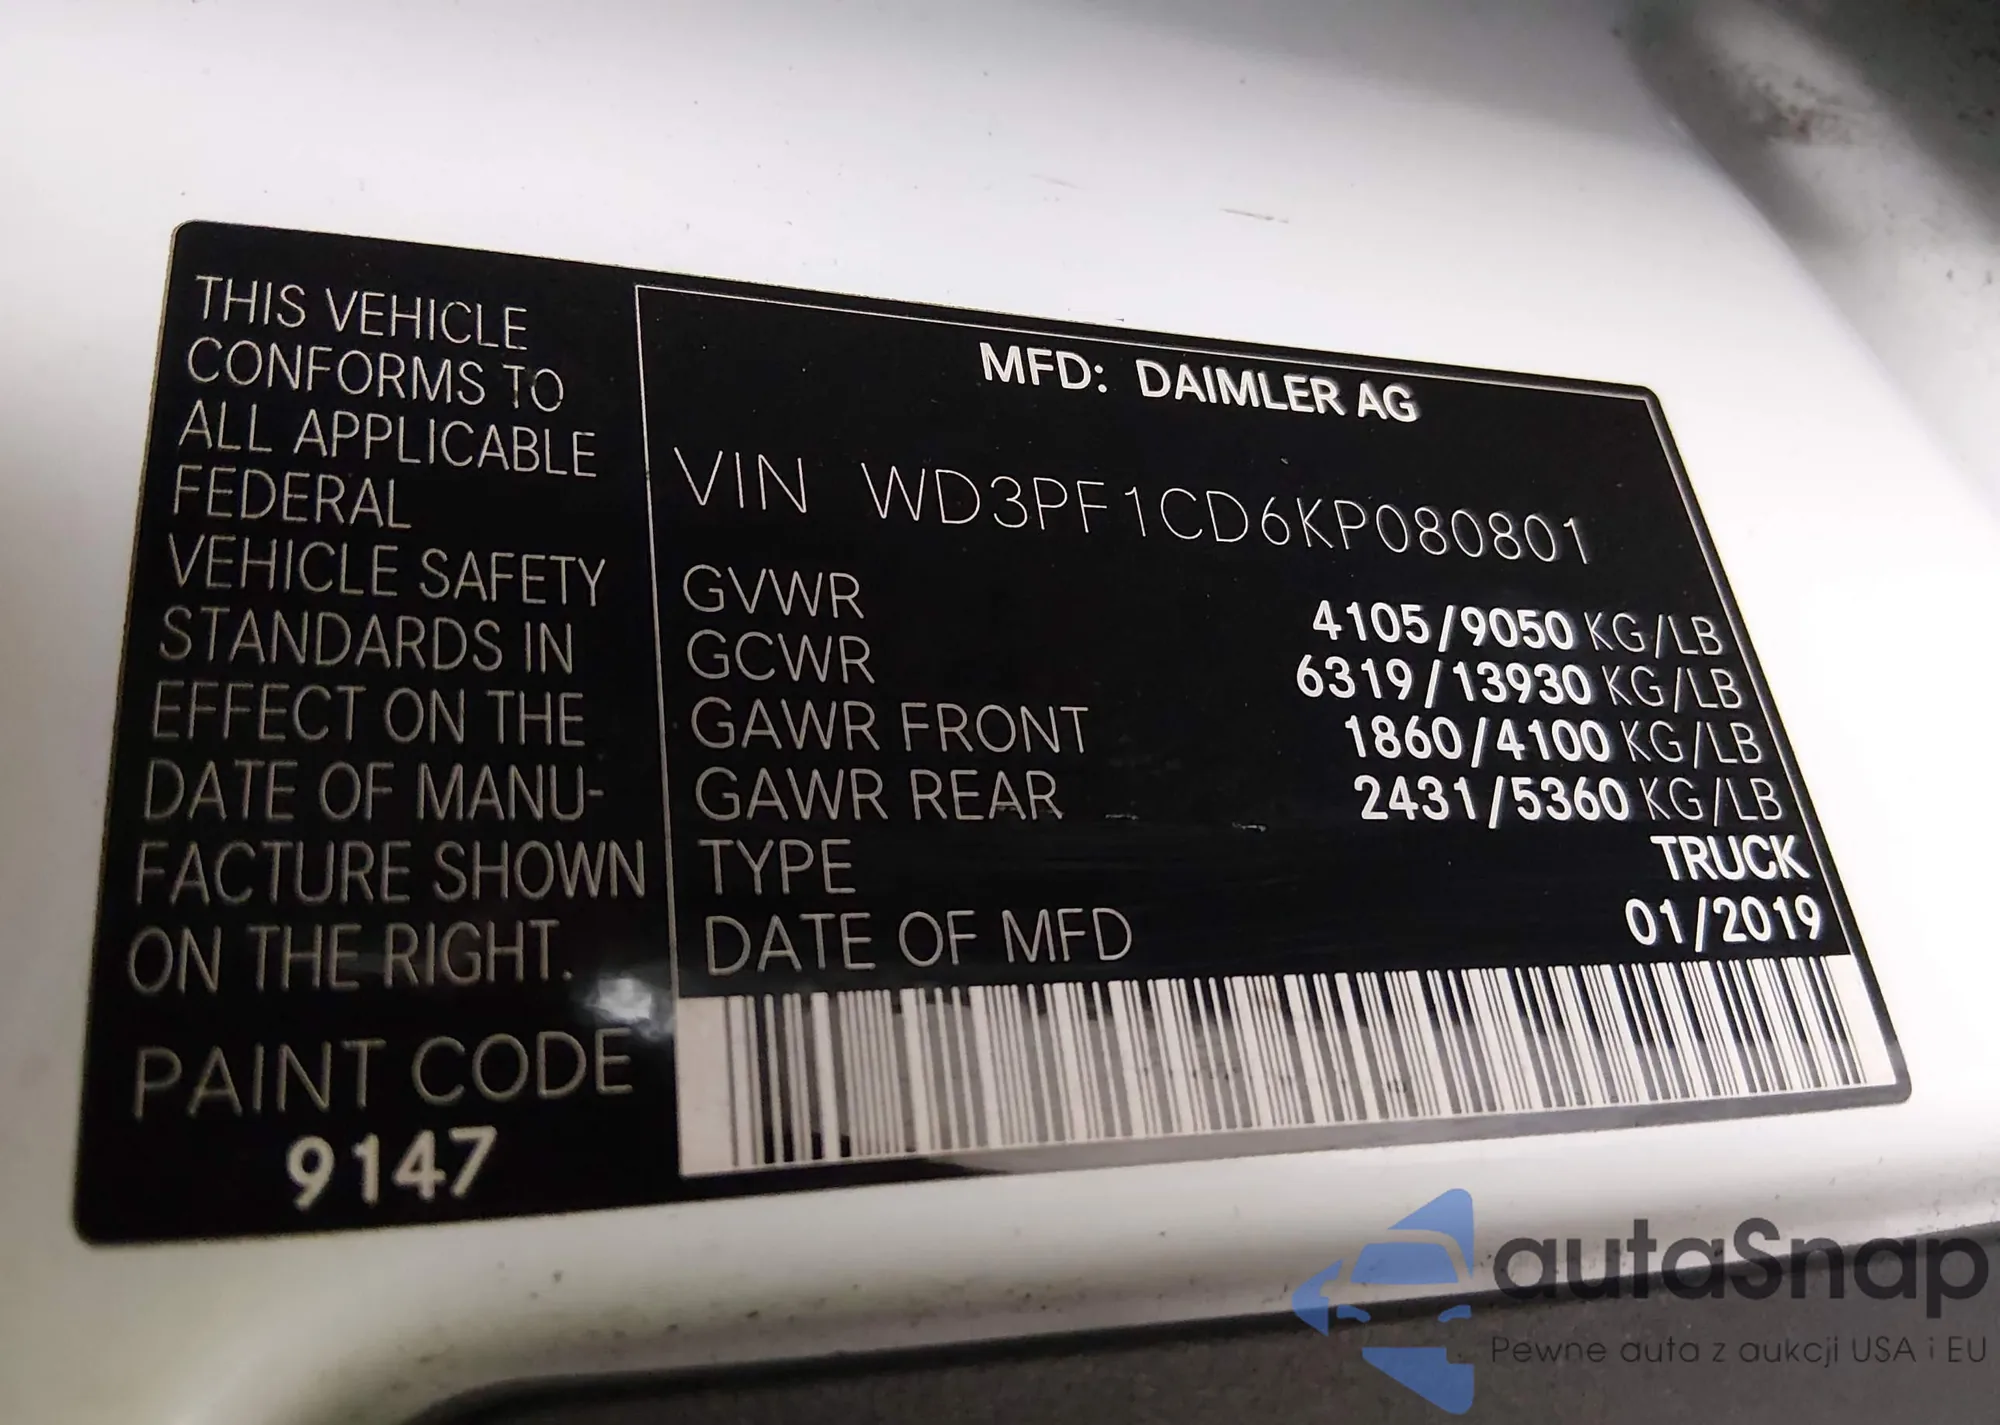 THIS VEHICLE
CONFORMS TO
ALL APPLICABLE
FEDERAL
VEHICLE SAFETY
STANDARDS IN
EFFECT ON THE
DATE OF MANU-
FACTURE SHOWN
ON THE RIGHT.
PAINT CODE
9147
MFD: DAIMLER AG
VIN WD3PF1CD6KP080801
GVWR 4105/9050 KG/LB
GCWR 6319/13930 KG/LB
GAWR FRONT 1860/4100 KG/LB
GAWR REAR 2431/5360 KG/LB
TYPE TRUCK
DATE OF MFD 01/2019
autaSnap
Pewne auta z aukcji USA i EU